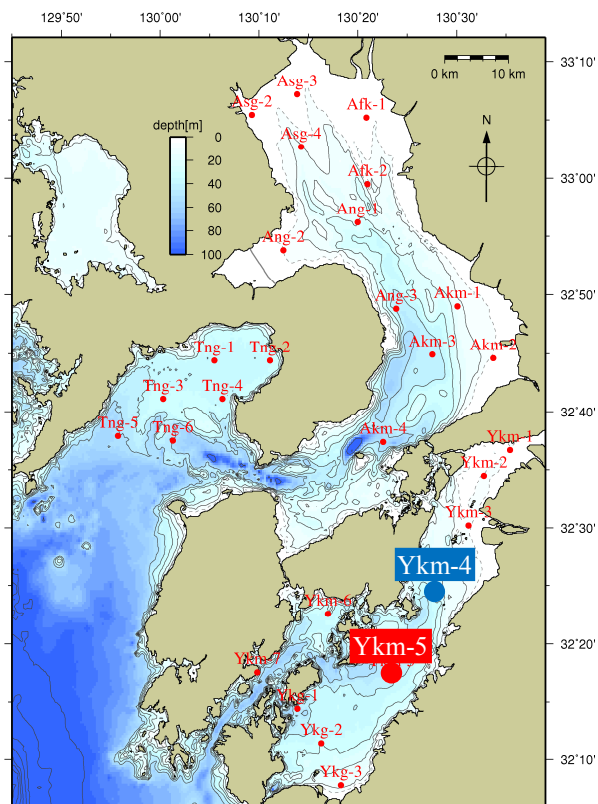 129°50' 130°00' 130°10' 130°20' 130°30'
33°10'
33°00'
32°50'
32°40'
32°30'
32°20'
32°10'
0 km 10 km
N
depth[m]
0
20
40
60
80
100
Asg-3
Asg-2
Afk-1
Asg-4
Afk-2
Ang-1
Ang-2
Ang-3
Akm-1
Akm-3
Akm-2
Tng-1
Tng-2
Tng-3
Tng-4
Tng-5
Tng-6
Akm-4
Ykm-1
Ykm-2
Ykm-3
Ykm-4
Ykm-6
Ykm-5
Ykm-7
Ykg-1
Ykg-2
Ykg-3